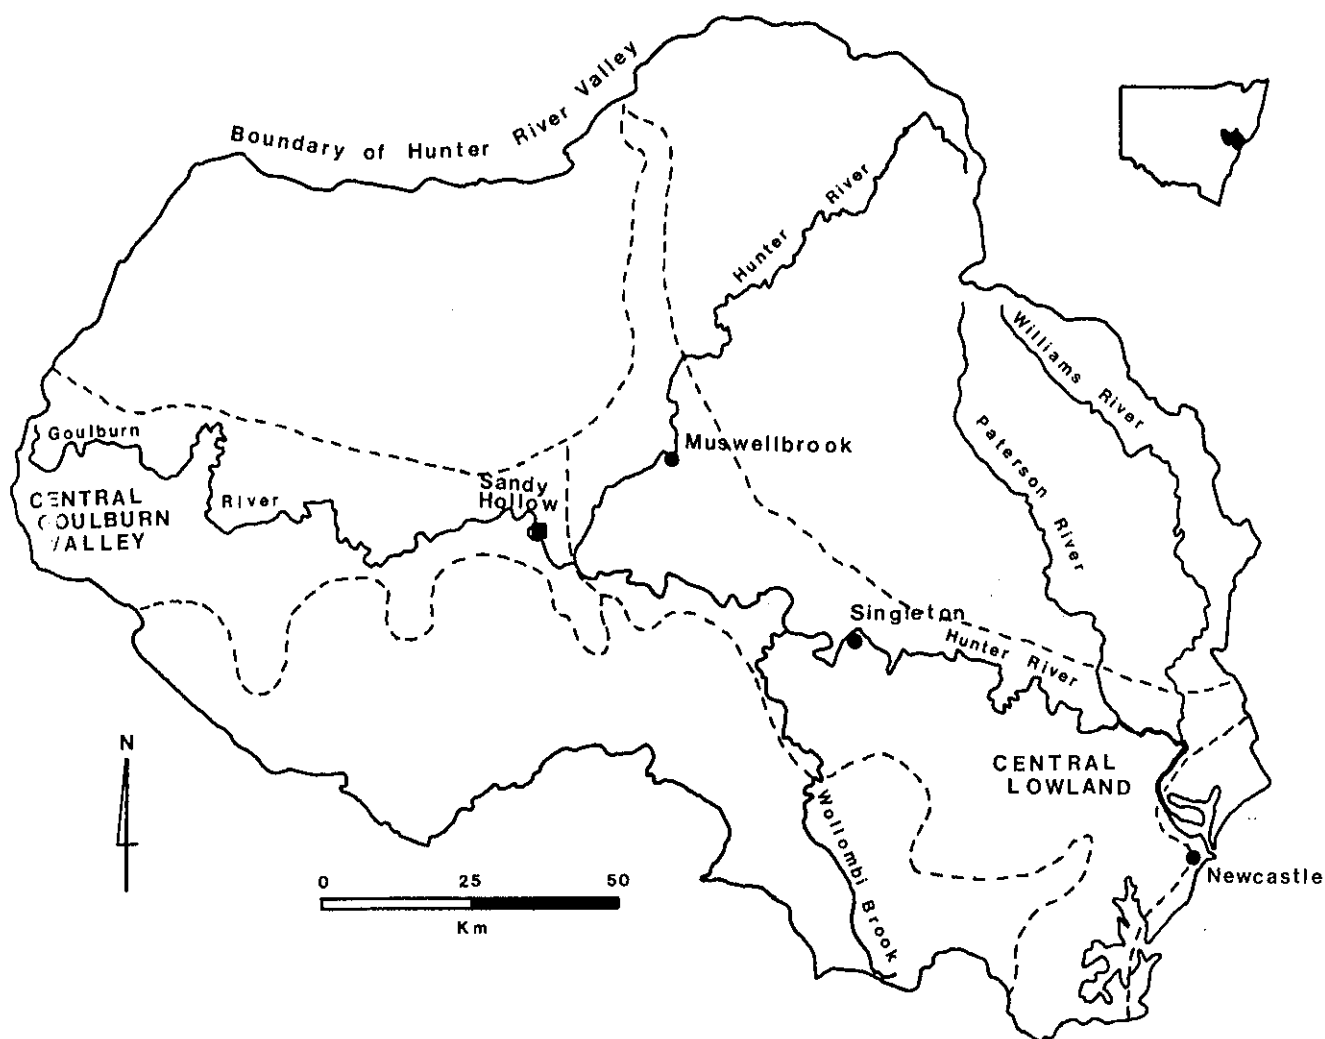 Boundary of Hunter River Valley
Hunter River
Williams River
Paterson River
Goulburn
River
CENTRAL
GOULBURN
VALLEY
Sandy
Hollow
Muswellbrook
Singleton
Hunter River
N
CENTRAL
LOWLAND
Wollombi Brook
Newcastle
0 25 50
Km